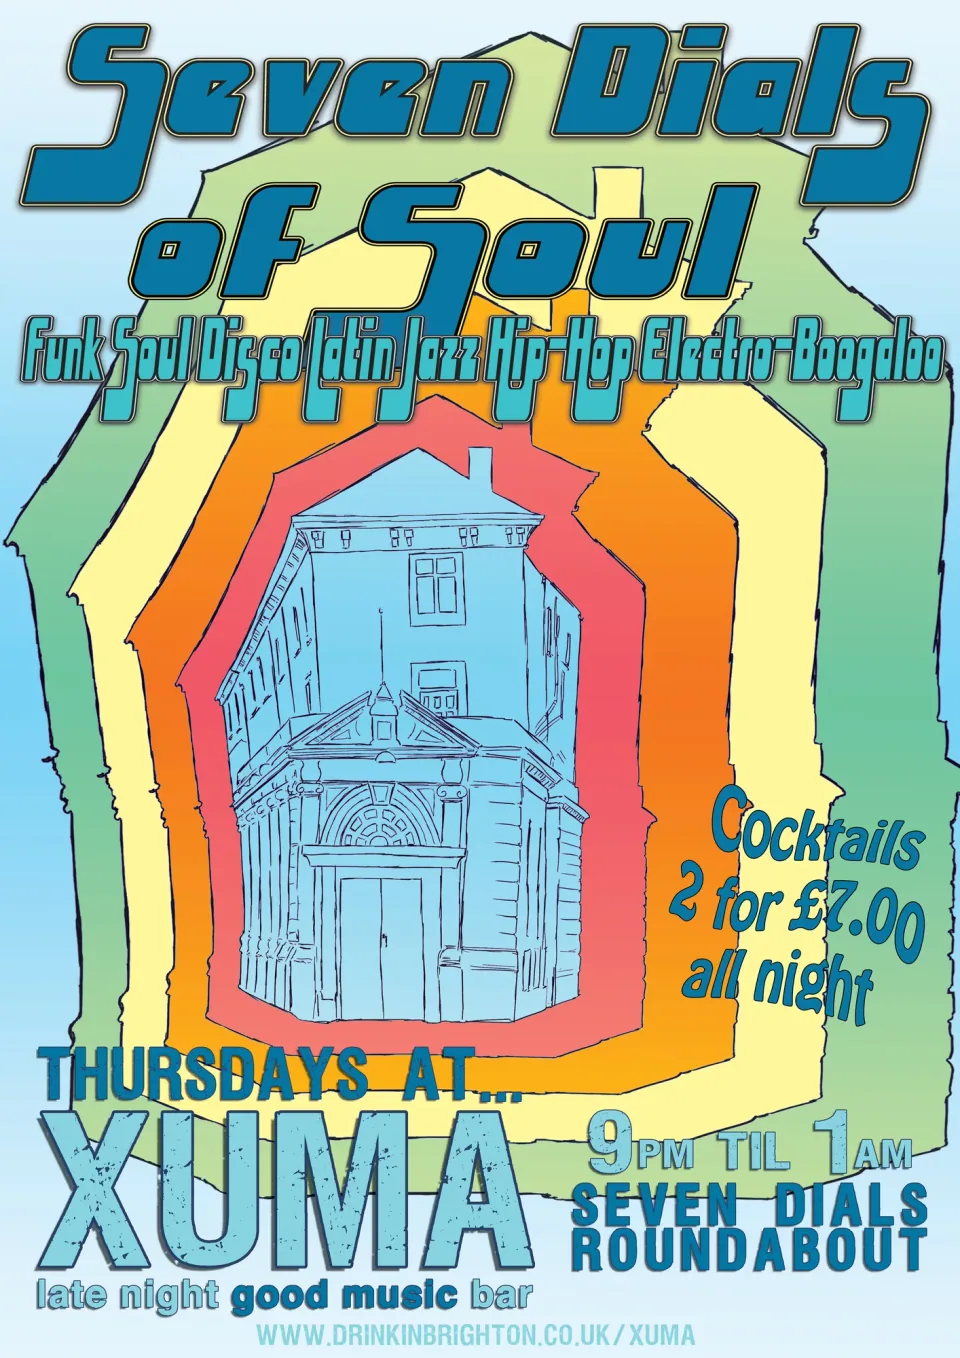 Seven Dials
of Soul
Funk Soul Disco Latin Jazz Hip-Hop Electro-Boogaloo
Cocktails
2 for £7.00
all night
THURSDAYS AT...
XUMA
late night good music bar
9PM TIL 1AM
SEVEN DIALS
ROUNDABOUT
WWW.DRINKINBRIGHTON.CO.UK/XUMA